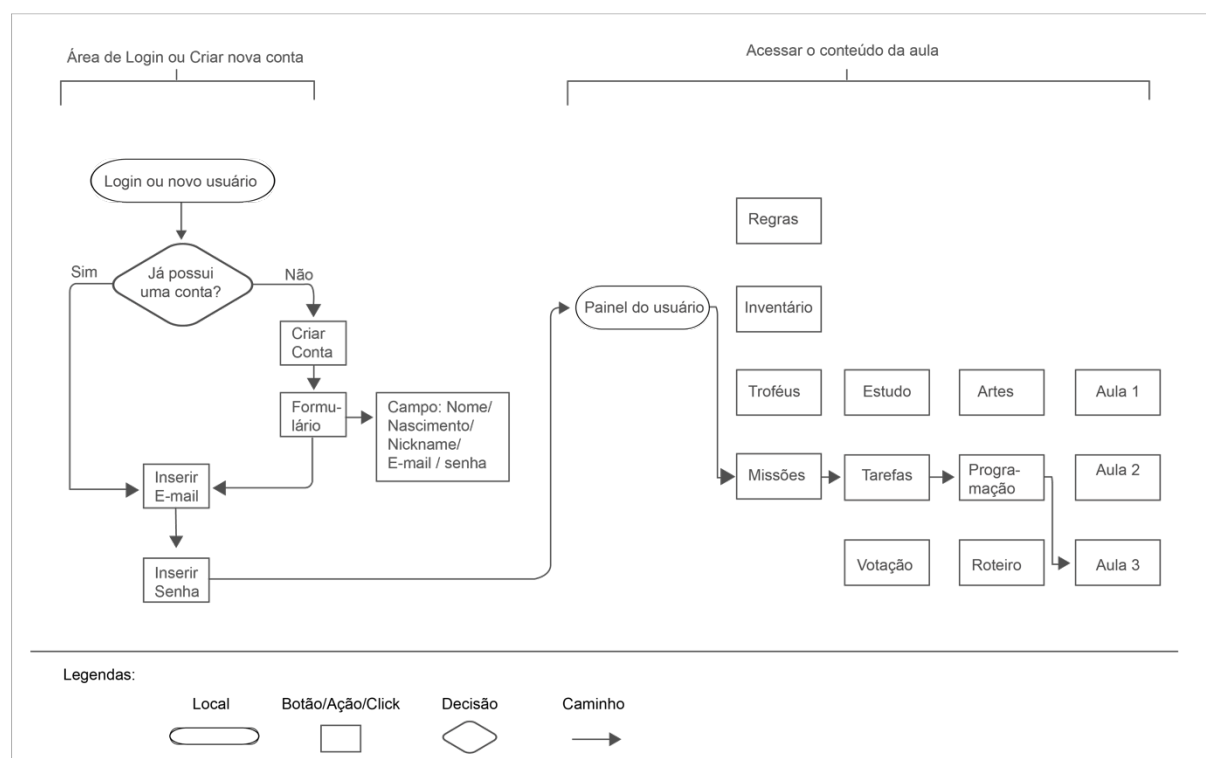 Área de Login ou Criar nova conta
Acessar o conteúdo da aula
Login ou novo usuário
Já possui
uma conta?
Sim
Não
Criar
Conta
Formu-
lário
Campo: Nome/
Nascimento/
Nickname/
E-mail / senha
Inserir
E-mail
Inserir
Senha
Painel do usuário
Regras
Inventário
Troféus
Estudo
Artes
Aula 1
Missões
Tarefas
Progra-
mação
Aula 2
Votação
Roteiro
Aula 3
Legendas:
Local
Botão/Ação/Click
Decisão
Caminho